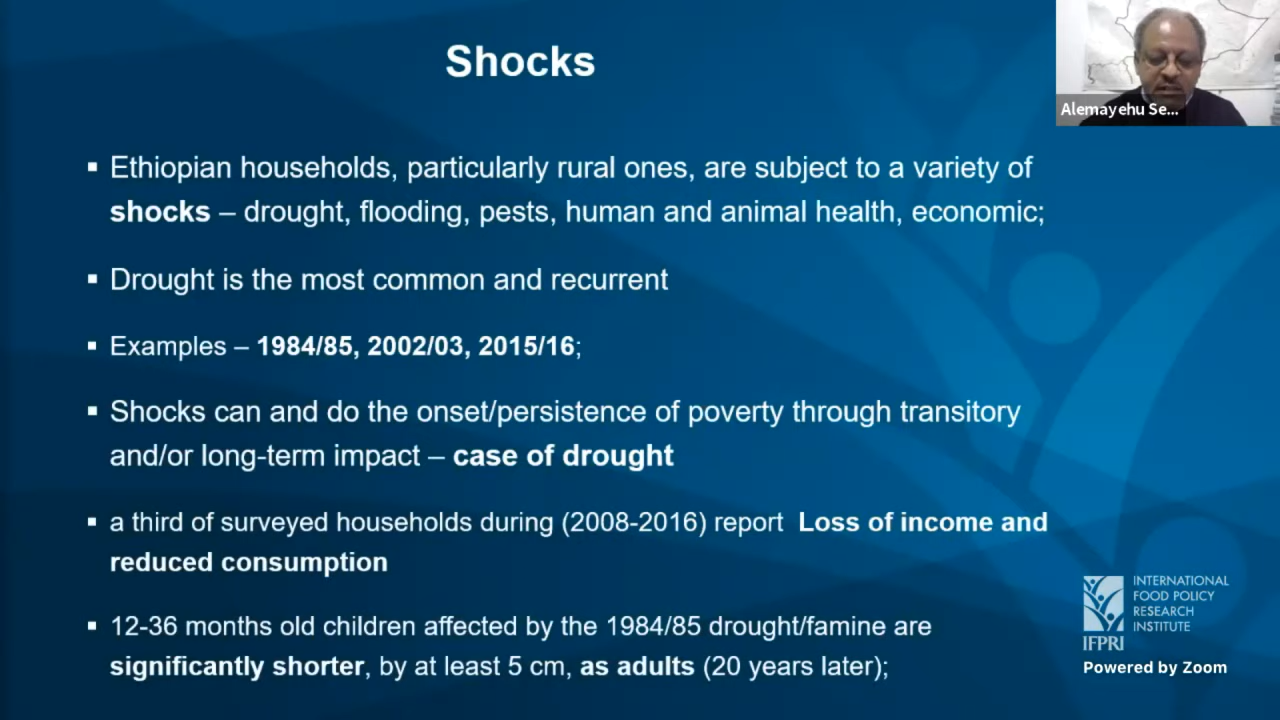 Shocks
Alemayehu Se...
▪ Ethiopian households, particularly rural ones, are subject to a variety of
shocks – drought, flooding, pests, human and animal health, economic;
▪ Drought is the most common and recurrent
▪ Examples – 1984/85, 2002/03, 2015/16;
▪ Shocks can and do the onset/persistence of poverty through transitory
and/or long-term impact – case of drought
▪ a third of surveyed households during (2008-2016) report Loss of income and
reduced consumption
▪ 12-36 months old children affected by the 1984/85 drought/famine are
significantly shorter, by at least 5 cm, as adults (20 years later);
INTERNATIONAL
FOOD POLICY
RESEARCH
INSTITUTE
IFPRI
Powered by Zoom